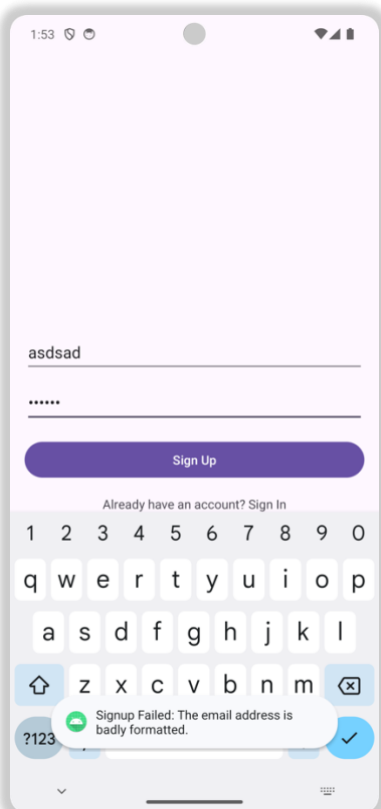 1:53
asdsad
••••••
Sign Up
Already have an account? Sign In
1 2 3 4 5 6 7 8 9 0
q w e r t y u i o p
a s d f g h j k l
z x c v b n m
?123
Signup Failed: The email address is
badly formatted.